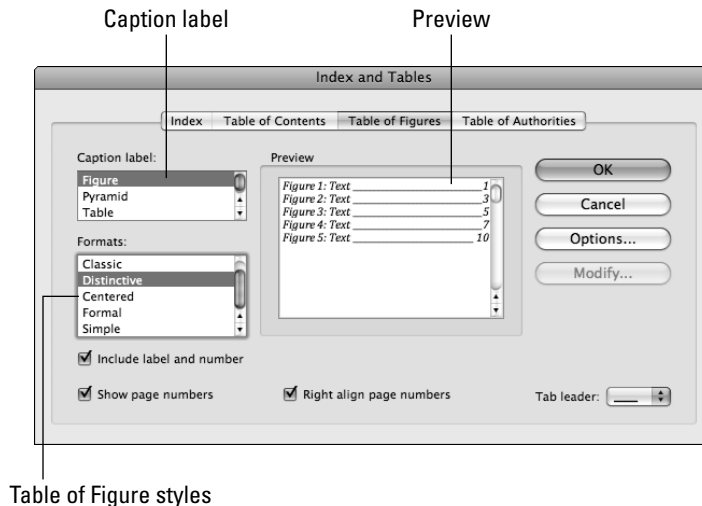 Caption label
Preview
Index and Tables
Index Table of Contents Table of Figures Table of Authorities
Caption label:
Figure
Pyramid
Table
Preview
Figure 1: Text 1
Figure 2: Text 3
Figure 3: Text 5
Figure 4: Text 7
Figure 5: Text 10
OK
Cancel
Options...
Modify...
Formats:
Classic
Distinctive
Centered
Formal
Simple
Include label and number
Show page numbers
Right align page numbers
Tab leader: ___
Table of Figure styles